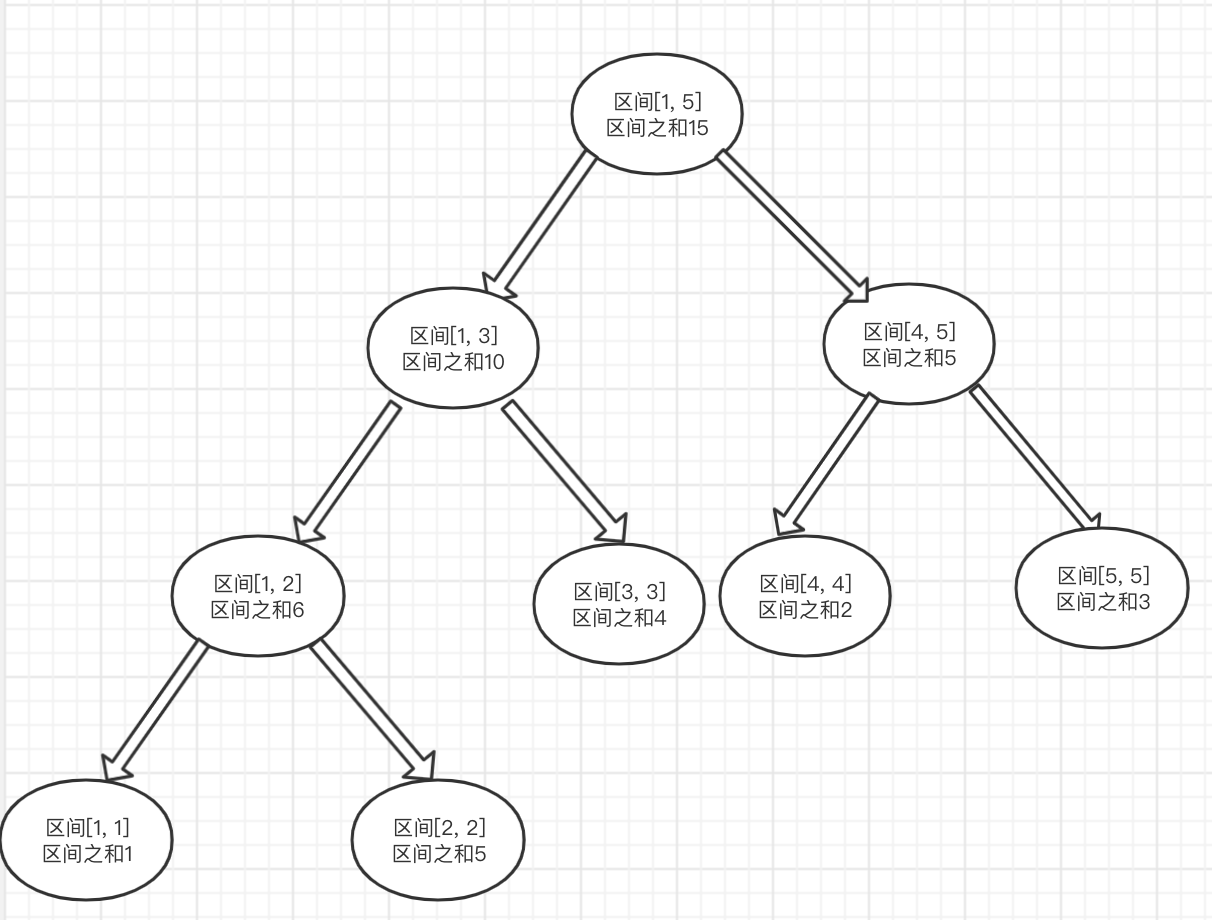 区间[1, 5]
区间之和15
区间[1, 3]
区间之和10
区间[4, 5]
区间之和5
区间[1, 2]
区间之和6
区间[3, 3]
区间之和4
区间[4, 4]
区间之和2
区间[5, 5]
区间之和3
区间[1, 1]
区间之和1
区间[2, 2]
区间之和5